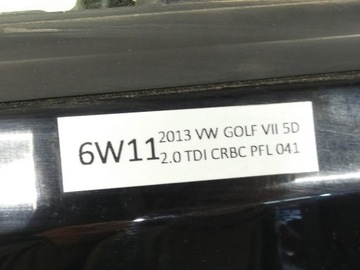 6W11
2013 VW GOLF VII 5D
2.0 TDI CRBC PFL 041